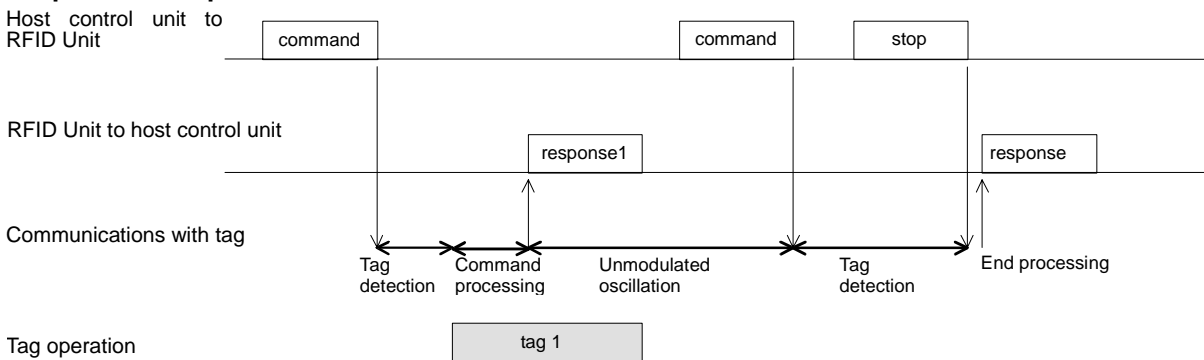 Host control unit to
RFID Unit
command
command
stop
RFID Unit to host control unit
response1
response
Communications with tag
Tag
detection
Command
processing
Unmodulated
oscillation
Tag
detection
End processing
Tag operation
tag 1